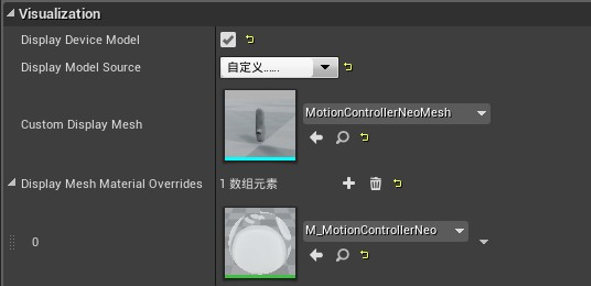 Visualization
Display Device Model
Display Model Source 自定义......
Custom Display Mesh MotionControllerNeoMesh
Display Mesh Material Overrides 1 数组元素
0 M_MotionControllerNeo